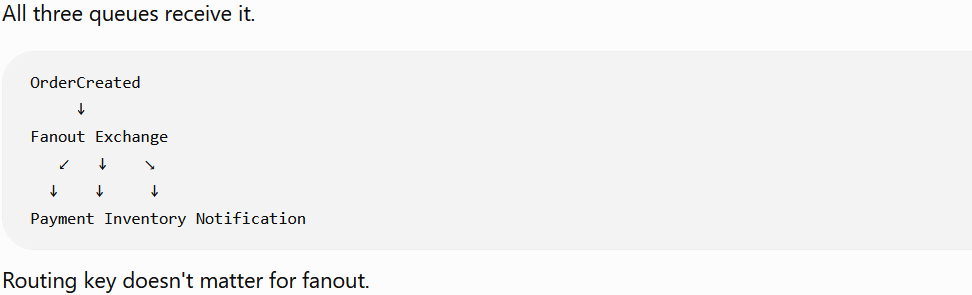 All three queues receive it.
OrderCreated
↓
Fanout Exchange
↙ ↓ ↘
↓ ↓ ↓
Payment Inventory Notification
Routing key doesn't matter for fanout.